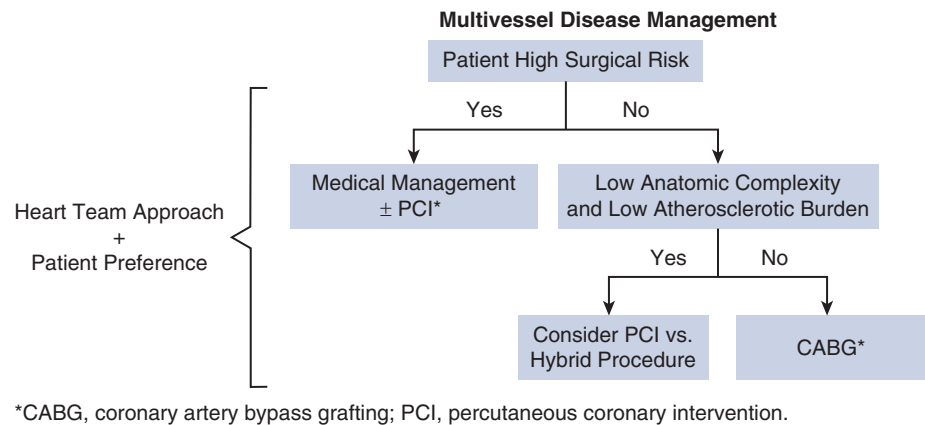 Multivessel Disease Management
Patient High Surgical Risk
Yes
No
Medical Management
± PCI*
Low Anatomic Complexity
and Low Atherosclerotic Burden
Heart Team Approach
+
Patient Preference
Yes
No
Consider PCI vs.
Hybrid Procedure
CABG*
*CABG, coronary artery bypass grafting; PCI, percutaneous coronary intervention.